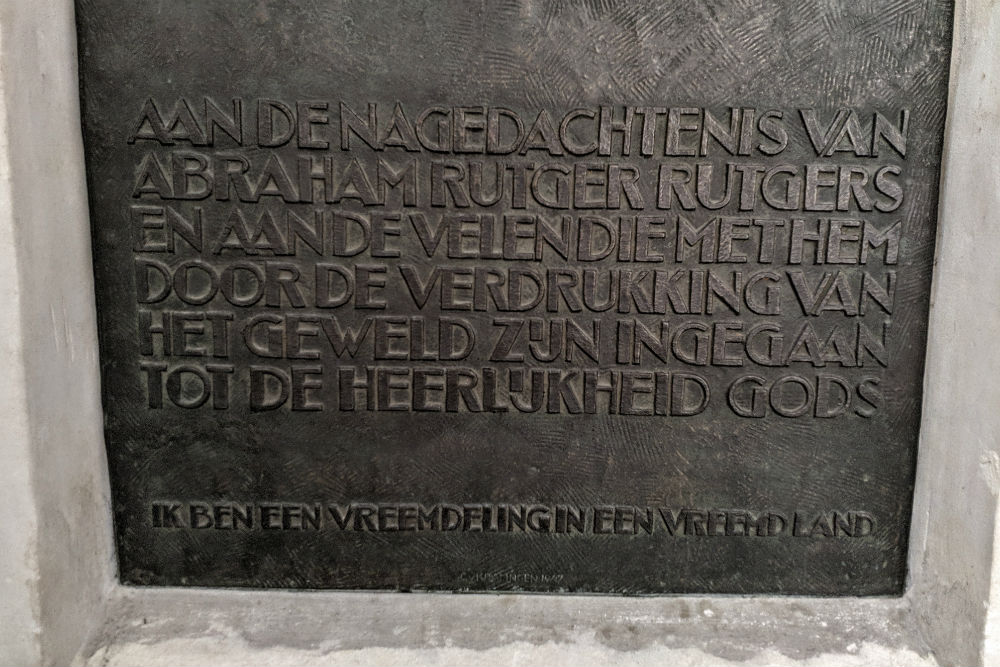 AAN DE NAGEDACHTENIS VAN
ABRAHAM RUTGER RUTGERS
EN AAN DE VELEN DIE MET HEM
DOOR DE VERDRUKKING VAN
HET GEWELD ZIJN INGEGAAN
TOT DE HEERLIJKHEID GODS
IK BEN EEN VREEMDELING IN EEN VREEMD LAND